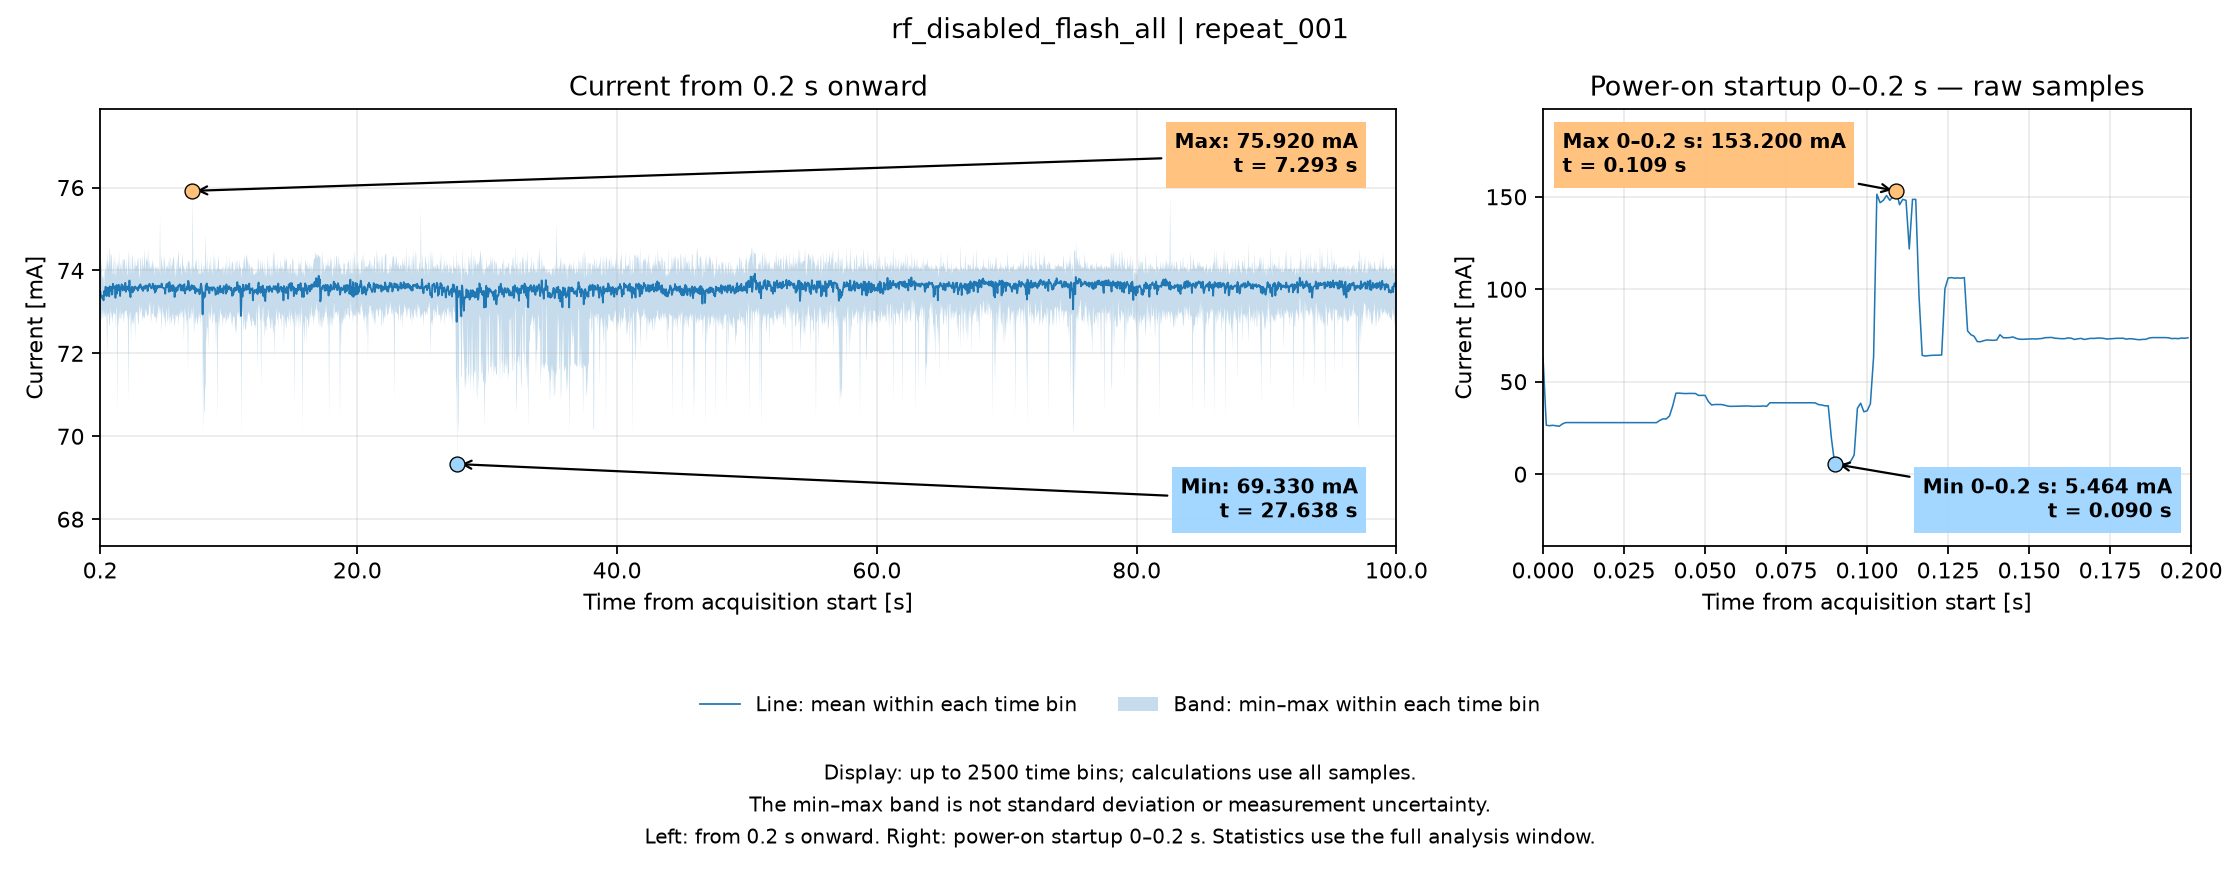 rf_disabled_flash_all | repeat_001
Current from 0.2 s onward
Max: 75.920 mA
t = 7.293 s
Min: 69.330 mA
t = 27.638 s
Current [mA]
76
74
72
70
68
0.2
20.0
40.0
60.0
80.0
100.0
Time from acquisition start [s]
Power-on startup 0–0.2 s — raw samples
Max 0–0.2 s: 153.200 mA
t = 0.109 s
Min 0–0.2 s: 5.464 mA
t = 0.090 s
Current [mA]
150
100
50
0
0.000
0.025
0.050
0.075
0.100
0.125
0.150
0.175
0.200
Time from acquisition start [s]
Line: mean within each time bin
Band: min–max within each time bin
Display: up to 2500 time bins; calculations use all samples.
The min–max band is not standard deviation or measurement uncertainty.
Left: from 0.2 s onward. Right: power-on startup 0–0.2 s. Statistics use the full analysis window.